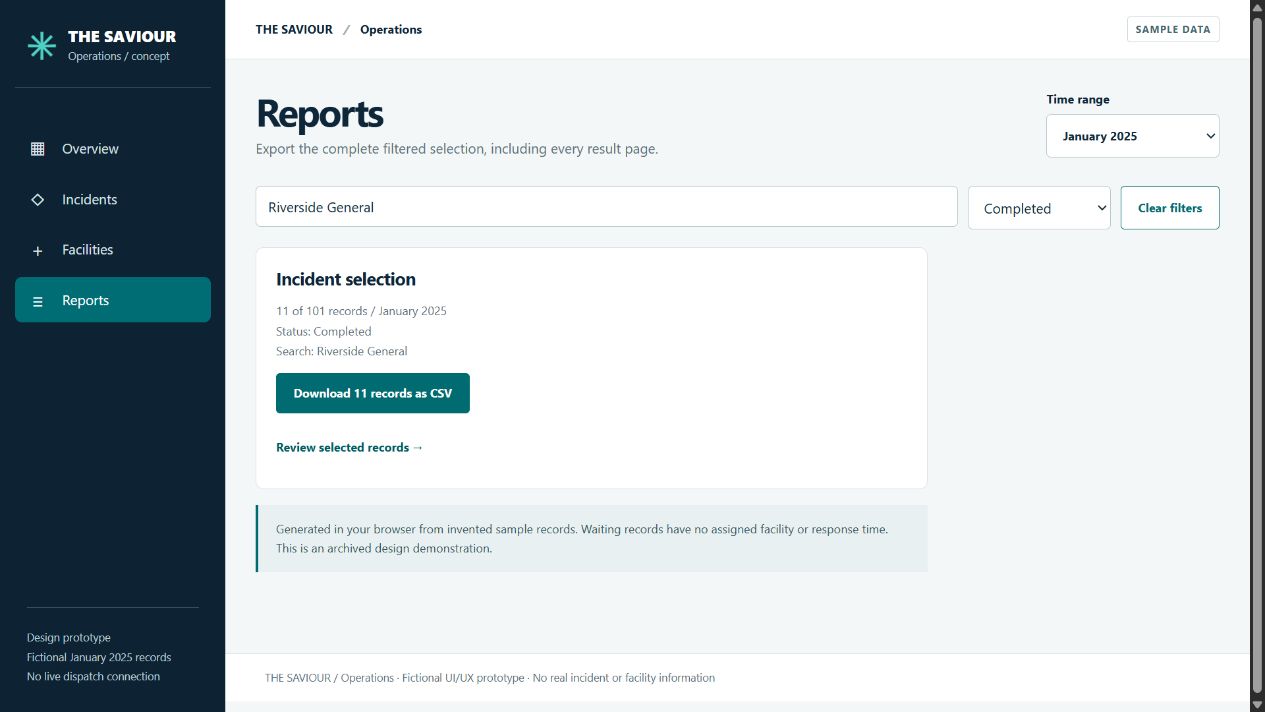 THE SAVIOUR
Operations / concept
Overview
Incidents
Facilities
Reports
Design prototype
Fictional January 2025 records
No live dispatch connection
THE SAVIOUR / Operations
SAMPLE DATA
Reports
Export the complete filtered selection, including every result page.
Time range
January 2025
Riverside General
Completed
Clear filters
Incident selection
11 of 101 records / January 2025
Status: Completed
Search: Riverside General
Download 11 records as CSV
Review selected records →
Generated in your browser from invented sample records. Waiting records have no assigned facility or response time.
This is an archived design demonstration.
THE SAVIOUR / Operations · Fictional UI/UX prototype · No real incident or facility information